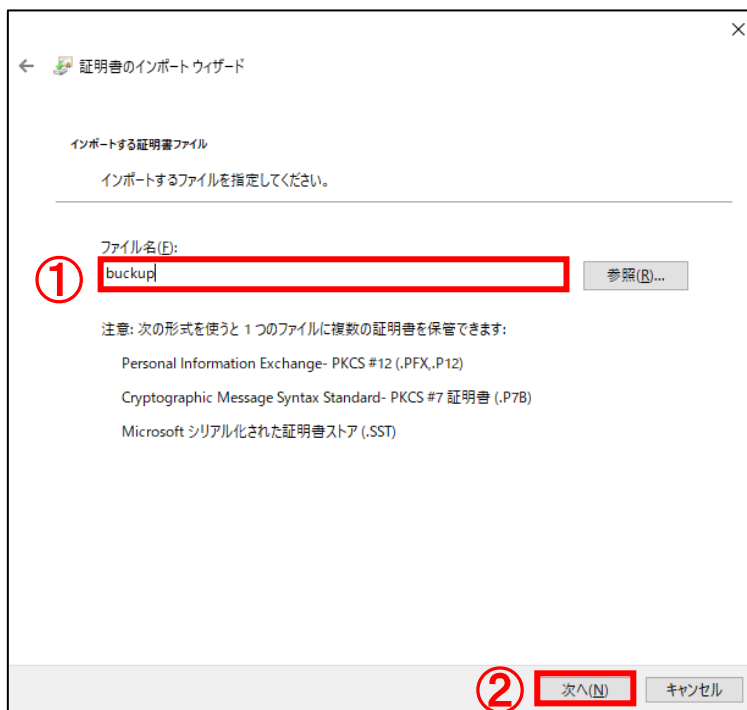 証明書のインポート ウィザード
インポートする証明書ファイル
インポートするファイルを指定してください。
ファイル名(F):
① buckup 参照(R)...
注意: 次の形式を使うと 1 つのファイルに複数の証明書を保管できます:
Personal Information Exchange- PKCS #12 (.PFX,.P12)
Cryptographic Message Syntax Standard- PKCS #7 証明書 (.P7B)
Microsoft シリアル化された証明書ストア (.SST)
② 次へ(N) キャンセル